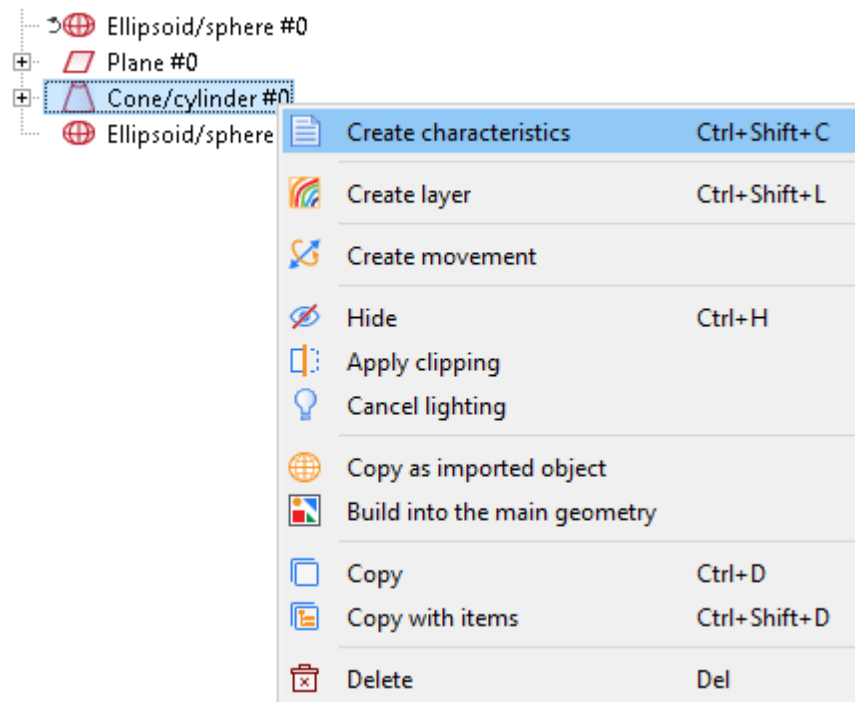 Ellipsoid/sphere #0
Plane #0
Cone/cylinder #0
Ellipsoid/sphere
Create characteristics Ctrl+Shift+C
Create layer Ctrl+Shift+L
Create movement
Hide Ctrl+H
Apply clipping
Cancel lighting
Copy as imported object
Build into the main geometry
Copy Ctrl+D
Copy with items Ctrl+Shift+D
Delete Del